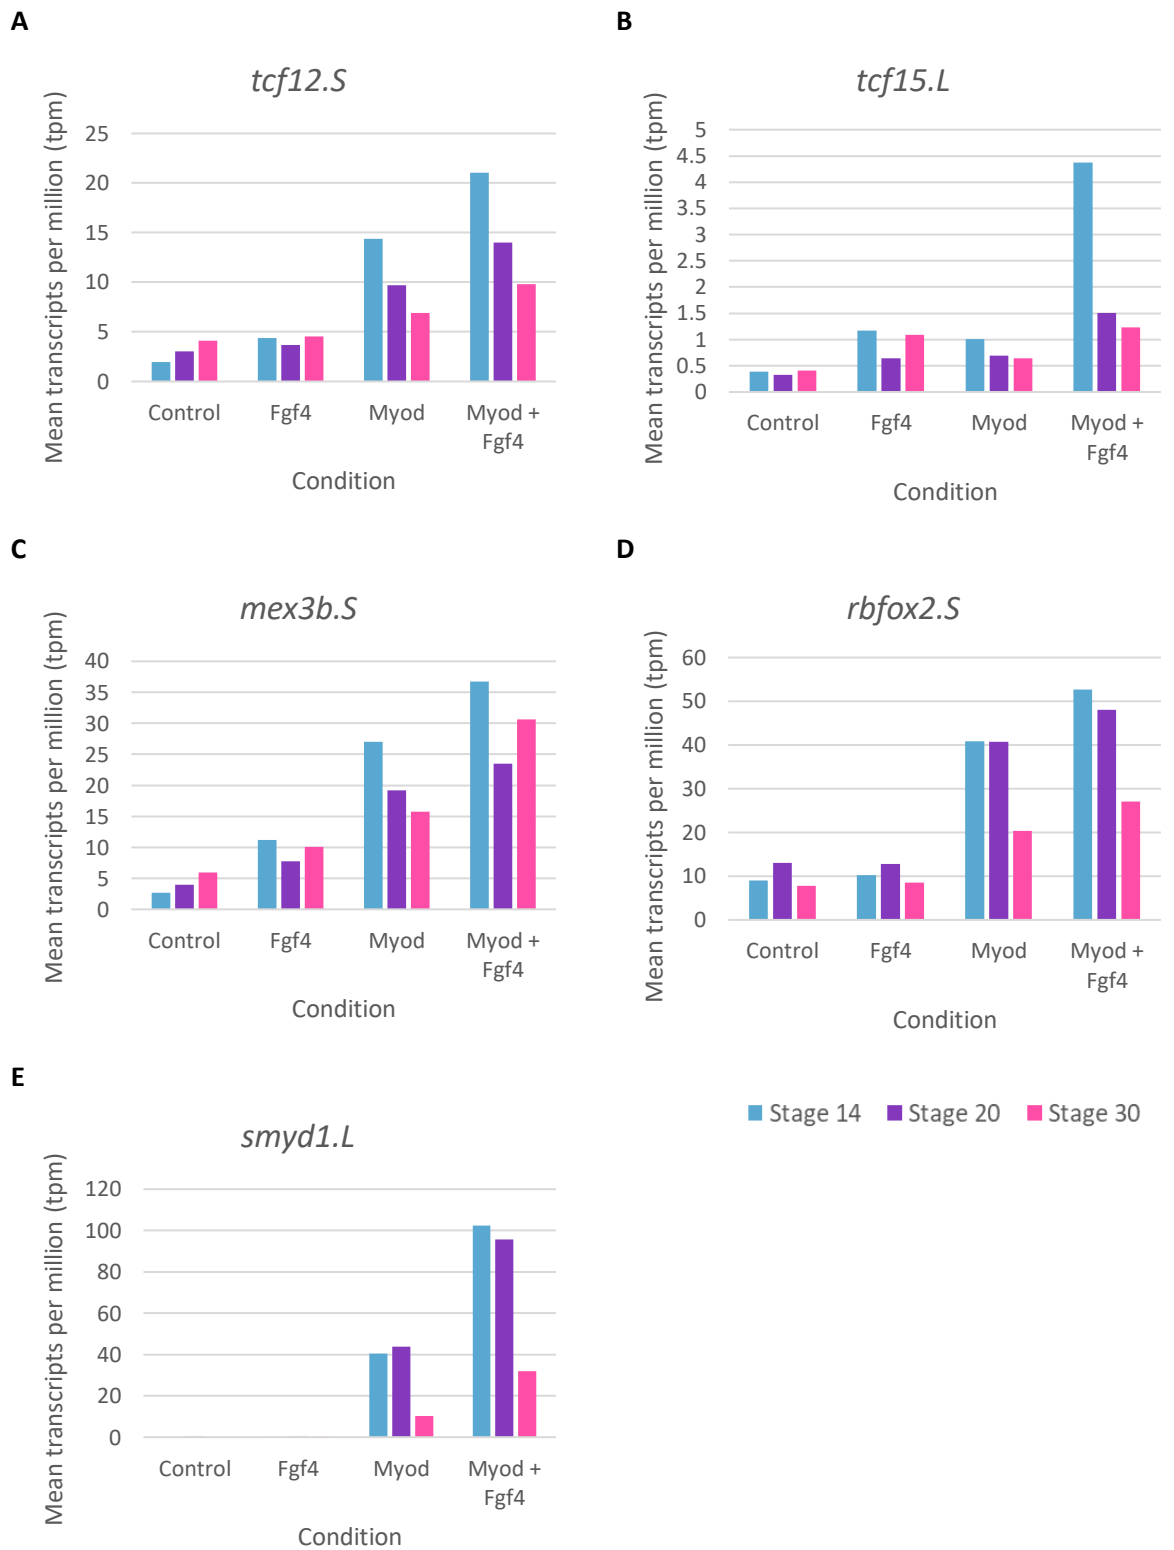 A
tcf12.S
Mean transcripts per million (tpm)
25
20
15
10
5
0
Control
Fgf4
Myod
Myod +
Fgf4
Condition
B
tcf15.L
Mean transcripts per million (tpm)
5
4.5
4
3.5
3
2.5
2
1.5
1
0.5
0
Control
Fgf4
Myod
Myod +
Fgf4
Condition
C
mex3b.S
Mean transcripts per million (tpm)
40
35
30
25
20
15
10
5
0
Control
Fgf4
Myod
Myod +
Fgf4
Condition
D
rbfox2.S
Mean transcripts per million (tpm)
60
50
40
30
20
10
0
Control
Fgf4
Myod
Myod +
Fgf4
Condition
E
smyd1.L
Mean transcripts per million (tpm)
120
100
80
60
40
20
0
Control
Fgf4
Myod
Myod +
Fgf4
Condition
Stage 14 Stage 20 Stage 30